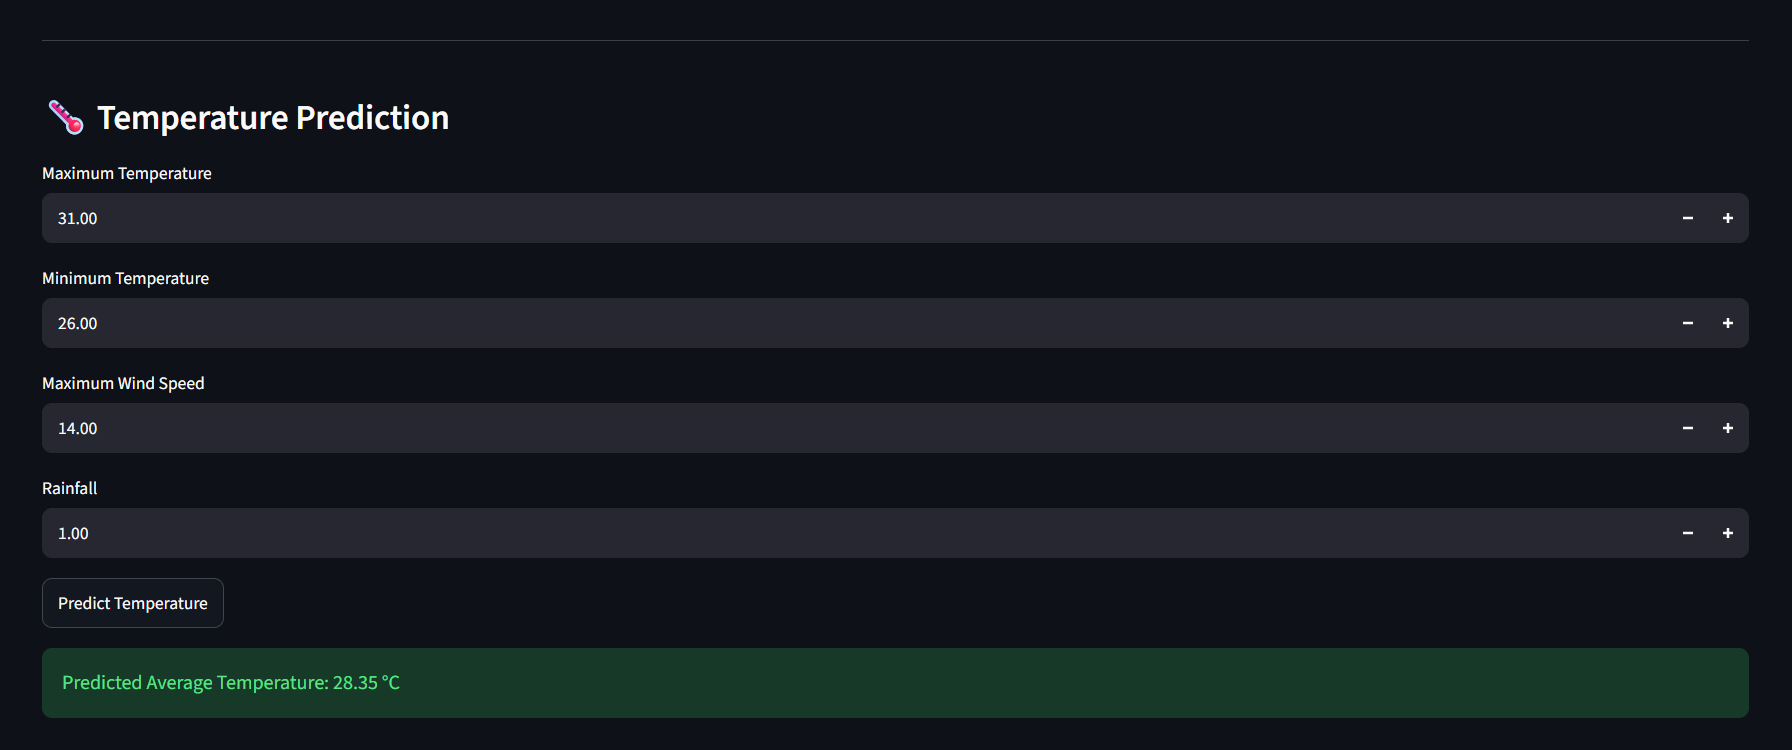 Temperature Prediction
Maximum Temperature
31.00
Minimum Temperature
26.00
Maximum Wind Speed
14.00
Rainfall
1.00
Predict Temperature
Predicted Average Temperature: 28.35 °C